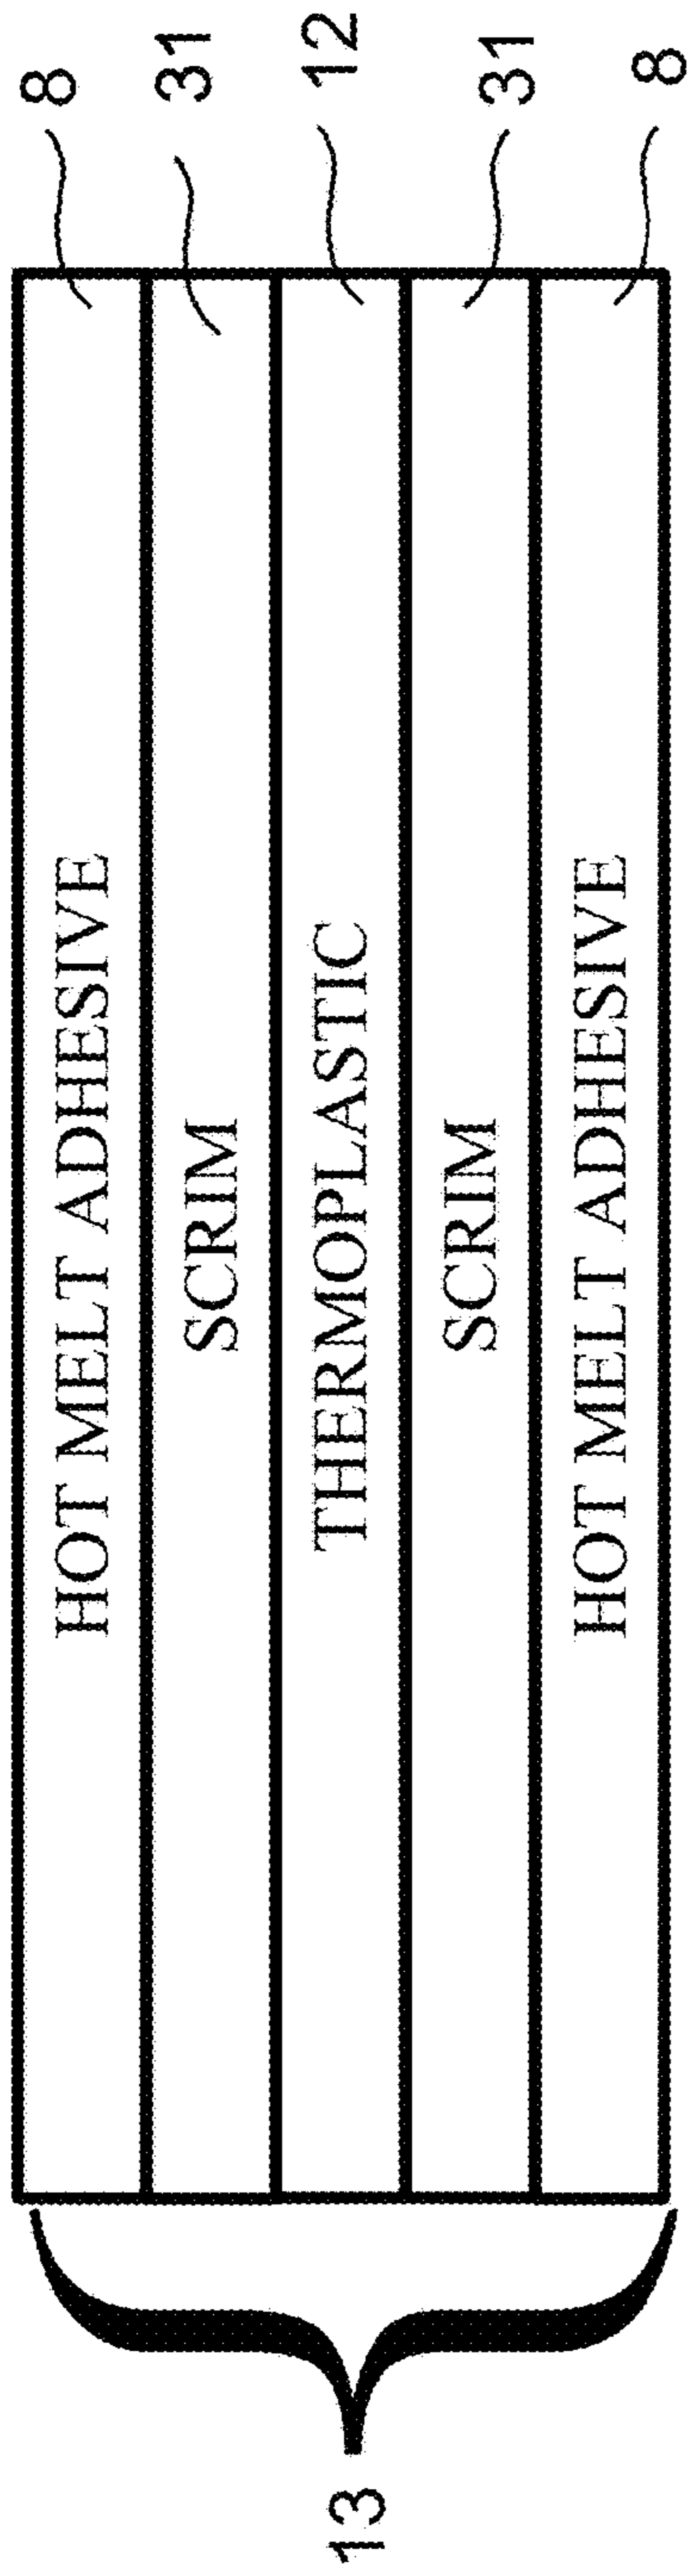 HOT MELT ADHESIVE 8
SCRIM 31
THERMOPLASTIC 12
SCRIM 31
HOT MELT ADHESIVE 8
13